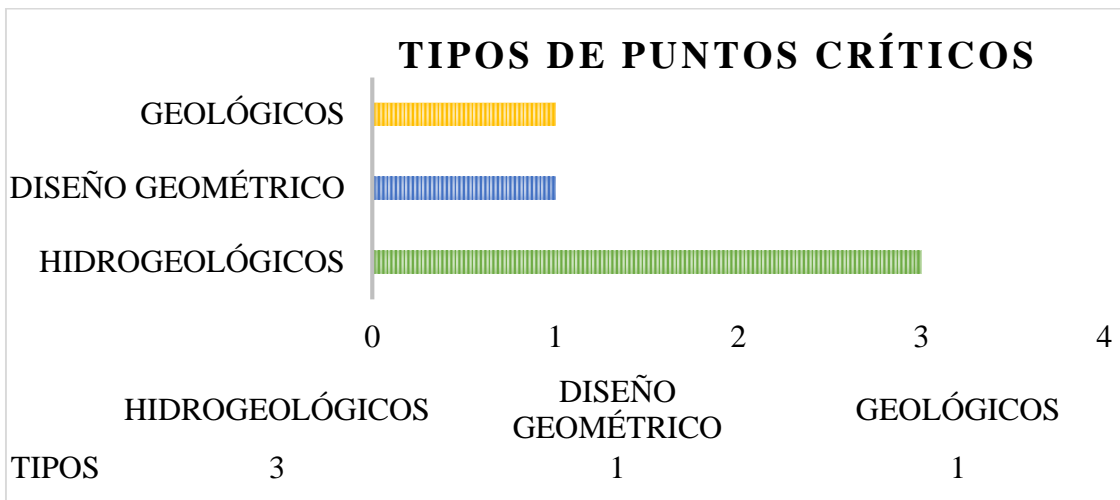 TIPOS DE PUNTOS CRÍTICOS
GEOLÓGICOS
DISEÑO GEOMÉTRICO
HIDROGEOLÓGICOS
0 1 2 3 4
HIDROGEOLÓGICOS
DISEÑO
GEOMÉTRICO
GEOLÓGICOS
TIPOS 3 1 1